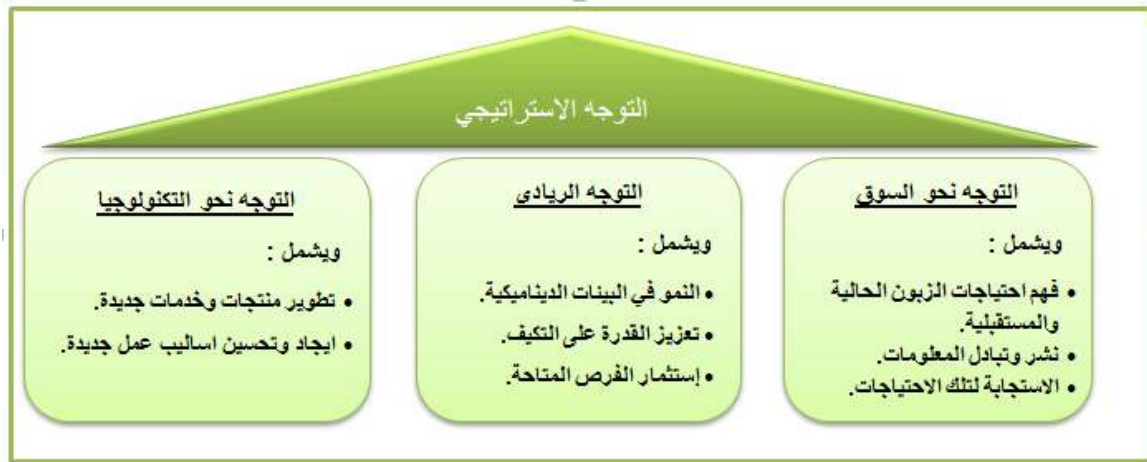 التوجه الاستراتيجي
التوجه نحو السوق
ويشمل :
• فهم احتياجات الزبون الحالية
والمستقبلية.
• نشر وتبادل المعلومات.
• الاستجابة لتلك الاحتياجات.
التوجه الريادى
ويشمل :
• النمو في البيئات الديناميكية.
• تعزيز القدرة على التكيف.
• إستثمار الفرص المتاحة.
التوجه نحو التكنولوجيا
ويشمل :
• تطوير منتجات وخدمات جديدة.
• ايجاد وتحسين اساليب عمل جديدة.